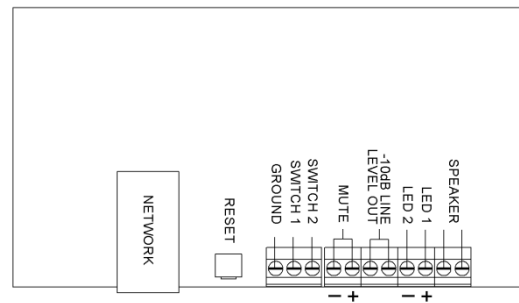 NETWORK
RESET
GROUND
SWITCH 1
SWITCH 2
MUTE
-10dB LINE
LEVEL OUT
LED 2
LED 1
SPEAKER
− + − +